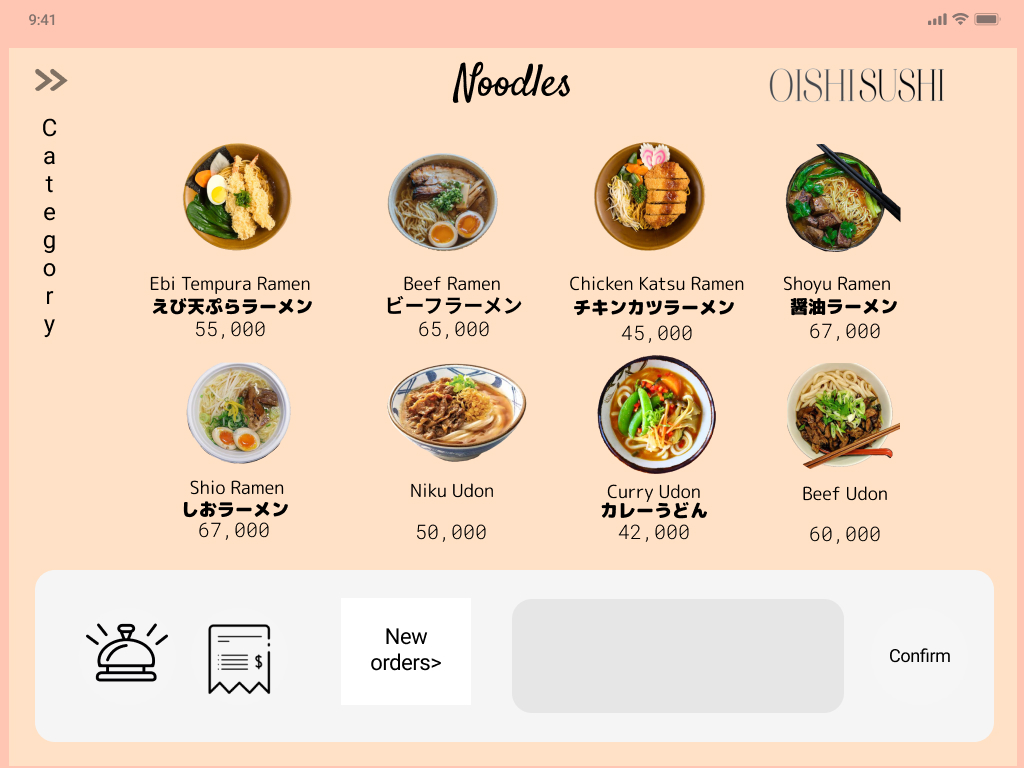 9:41
Noodles
OISHI SUSHI
Category
Ebi Tempura Ramen
えび天ぷらラーメン
55,000
Beef Ramen
ビーフラーメン
65,000
Chicken Katsu Ramen
チキンカツラーメン
45,000
Shoyu Ramen
醤油ラーメン
67,000
Shio Ramen
しおラーメン
67,000
Niku Udon
50,000
Curry Udon
カレーうどん
42,000
Beef Udon
60,000
$
New
orders>
Confirm